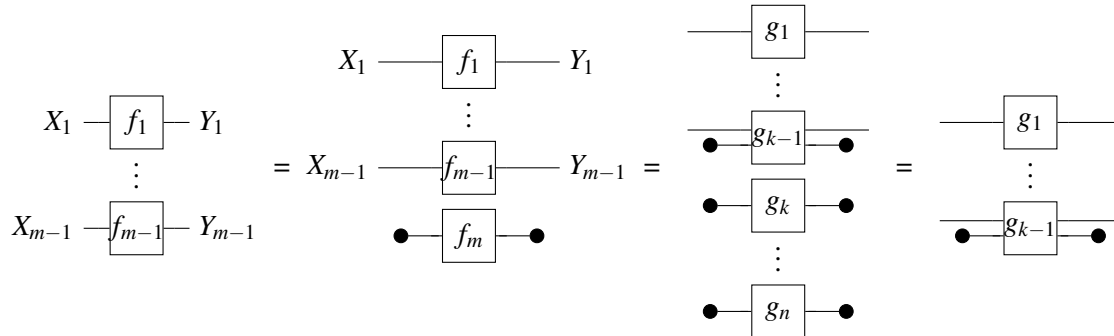 X₁ f₁ Y₁
⋮
Xₘ₋₁ fₘ₋₁ Yₘ₋₁
=
X₁ f₁ Y₁
⋮
Xₘ₋₁ fₘ₋₁ Yₘ₋₁
fₘ
=
g₁
⋮
gₖ₋₁
gₖ
⋮
gₙ
=
g₁
⋮
gₖ₋₁